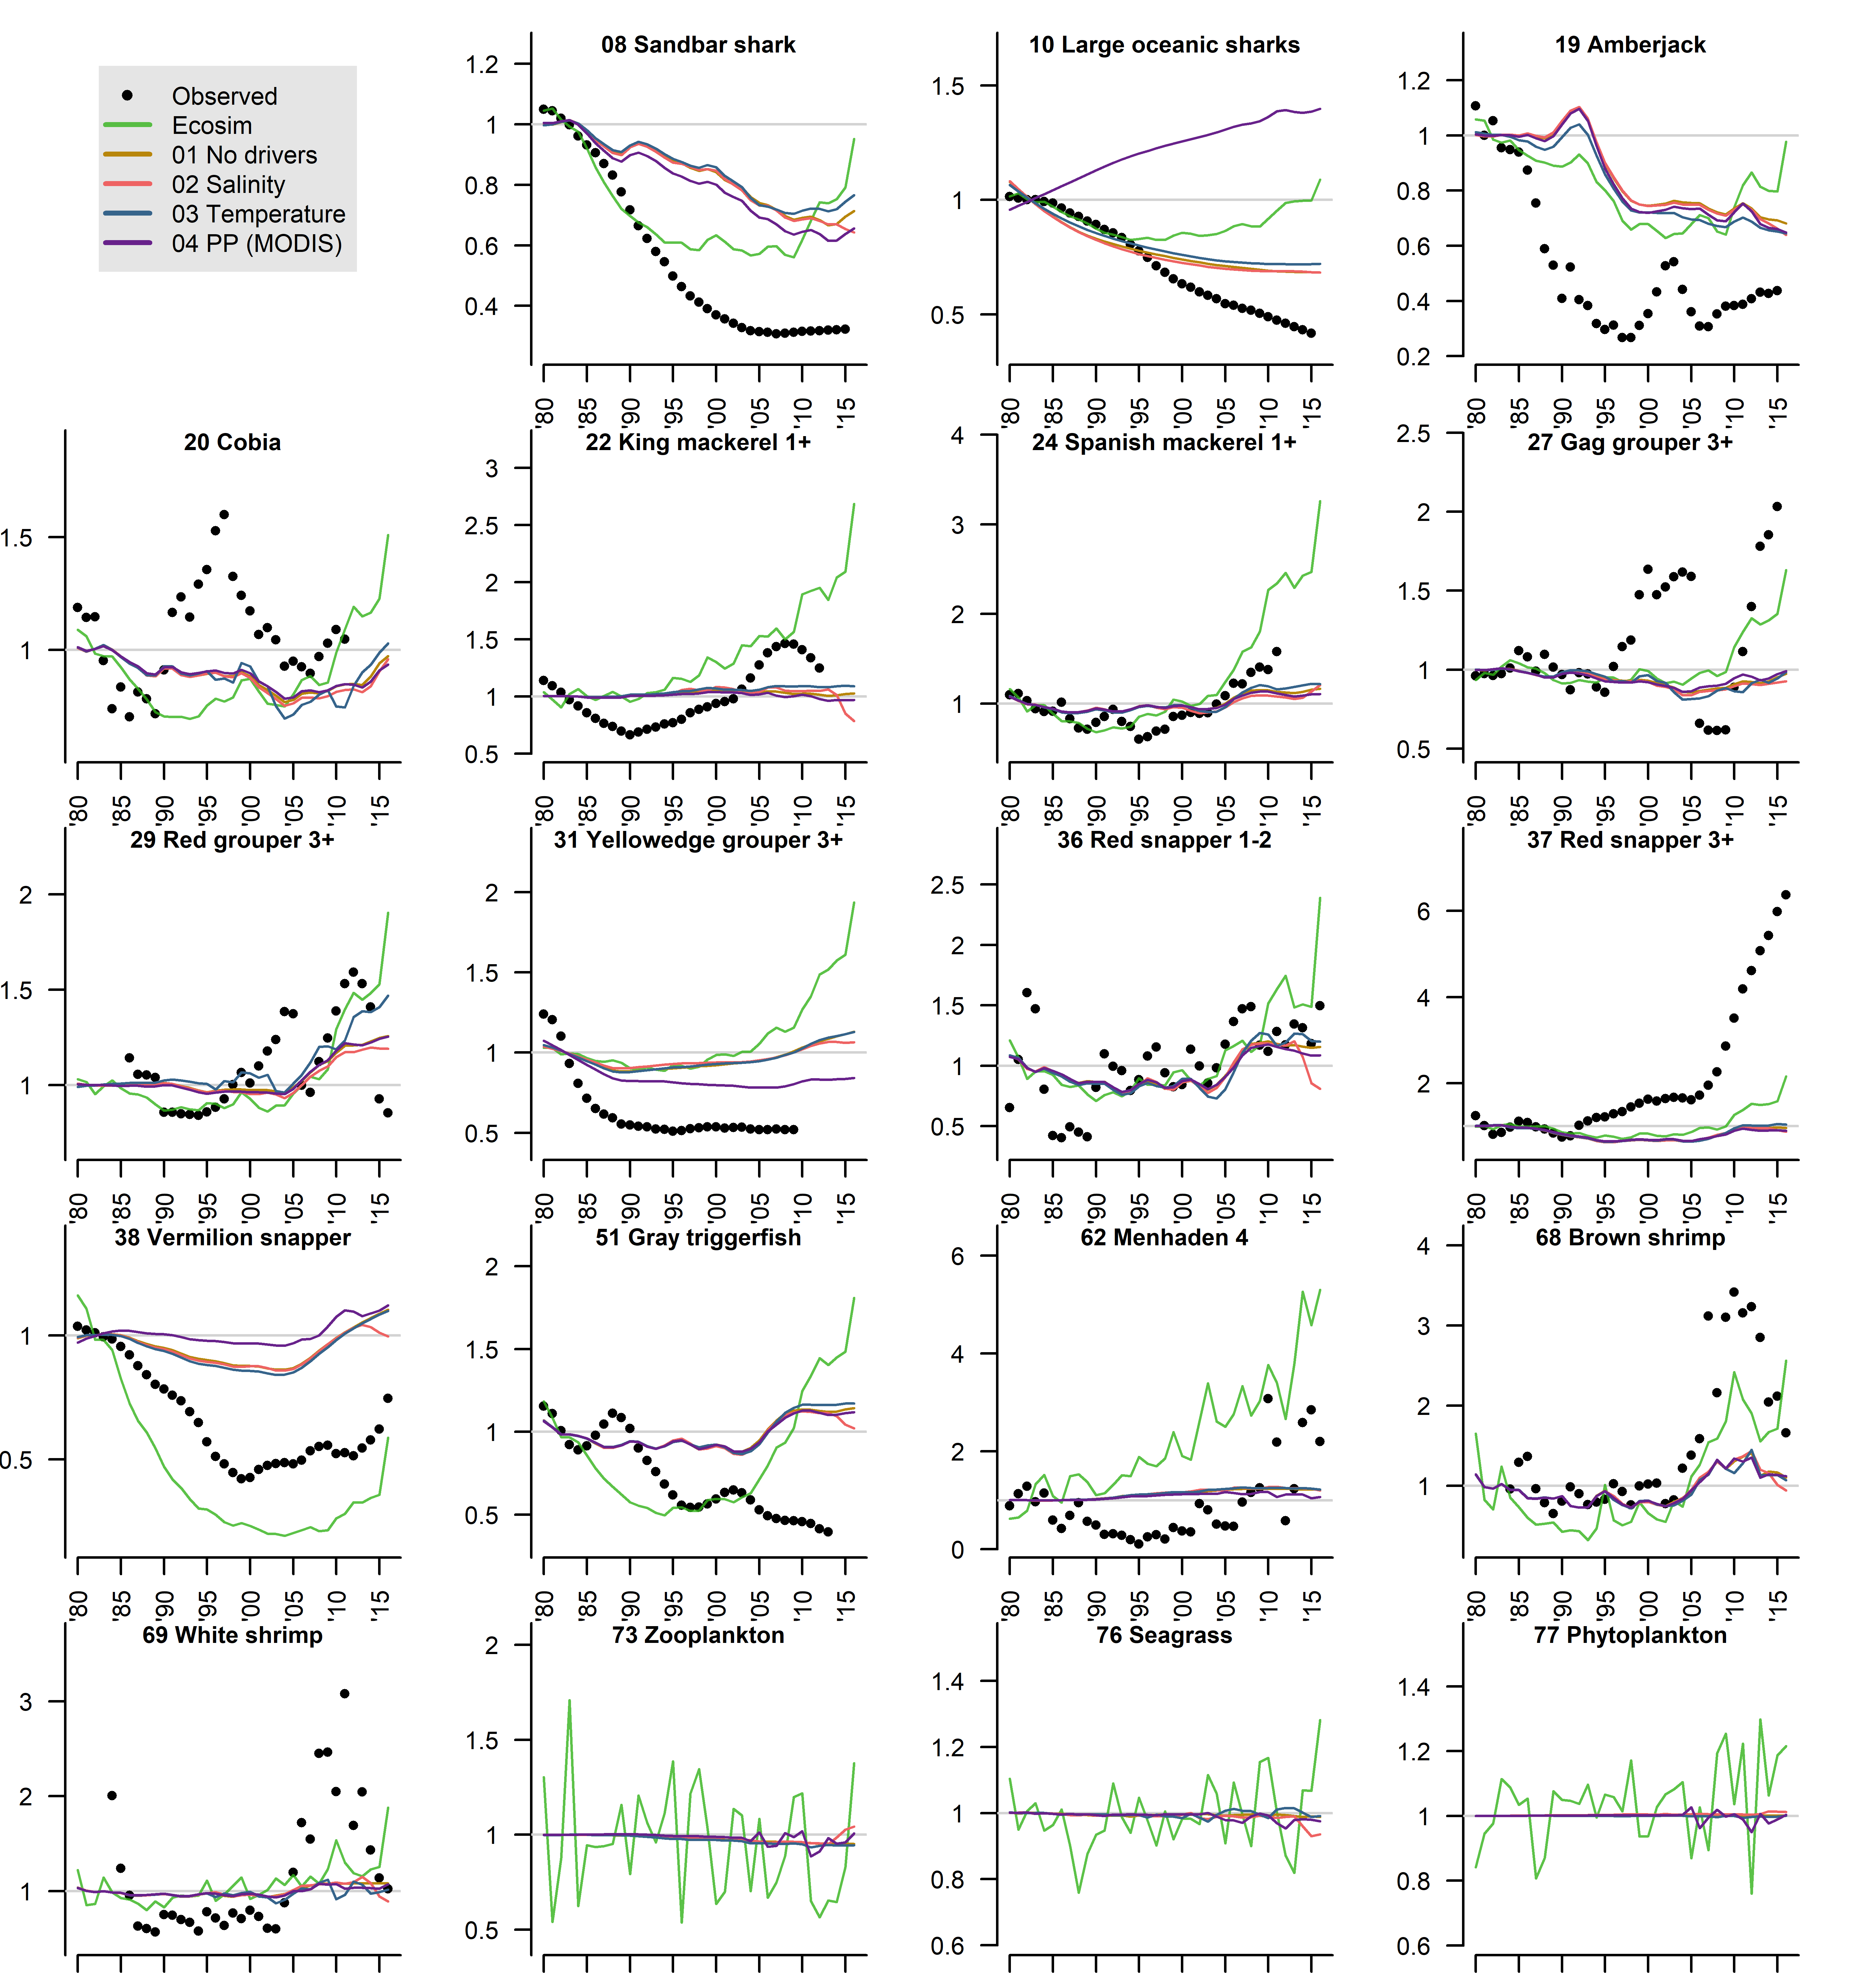 Observed
Ecosim
01 No drivers
02 Salinity
03 Temperature
04 PP (MODIS)
08 Sandbar shark
1.2
1
0.8
0.6
0.4
'80 '85 '90 '95 '00 '05 '10 '15
10 Large oceanic sharks
1.5
1
0.5
'80 '85 '90 '95 '00 '05 '10 '15
19 Amberjack
1.2
1
0.8
0.6
0.4
0.2
'80 '85 '90 '95 '00 '05 '10 '15
20 Cobia
1.5
1
'80 '85 '90 '95 '00 '05 '10 '15
22 King mackerel 1+
3
2.5
2
1.5
1
0.5
'80 '85 '90 '95 '00 '05 '10 '15
24 Spanish mackerel 1+
4
3
2
1
'80 '85 '90 '95 '00 '05 '10 '15
27 Gag grouper 3+
2.5
2
1.5
1
0.5
'80 '85 '90 '95 '00 '05 '10 '15
29 Red grouper 3+
2
1.5
1
'80 '85 '90 '95 '00 '05 '10 '15
31 Yellowedge grouper 3+
2
1.5
1
0.5
'80 '85 '90 '95 '00 '05 '10 '15
36 Red snapper 1-2
2.5
2
1.5
1
0.5
'80 '85 '90 '95 '00 '05 '10 '15
37 Red snapper 3+
6
4
2
'80 '85 '90 '95 '00 '05 '10 '15
38 Vermilion snapper
1
0.5
'80 '85 '90 '95 '00 '05 '10 '15
51 Gray triggerfish
2
1.5
1
0.5
'80 '85 '90 '95 '00 '05 '10 '15
62 Menhaden 4
6
4
2
0
'80 '85 '90 '95 '00 '05 '10 '15
68 Brown shrimp
4
3
2
1
'80 '85 '90 '95 '00 '05 '10 '15
69 White shrimp
3
2
1
73 Zooplankton
2
1.5
1
0.5
76 Seagrass
1.4
1.2
1
0.8
0.6
77 Phytoplankton
1.4
1.2
1
0.8
0.6